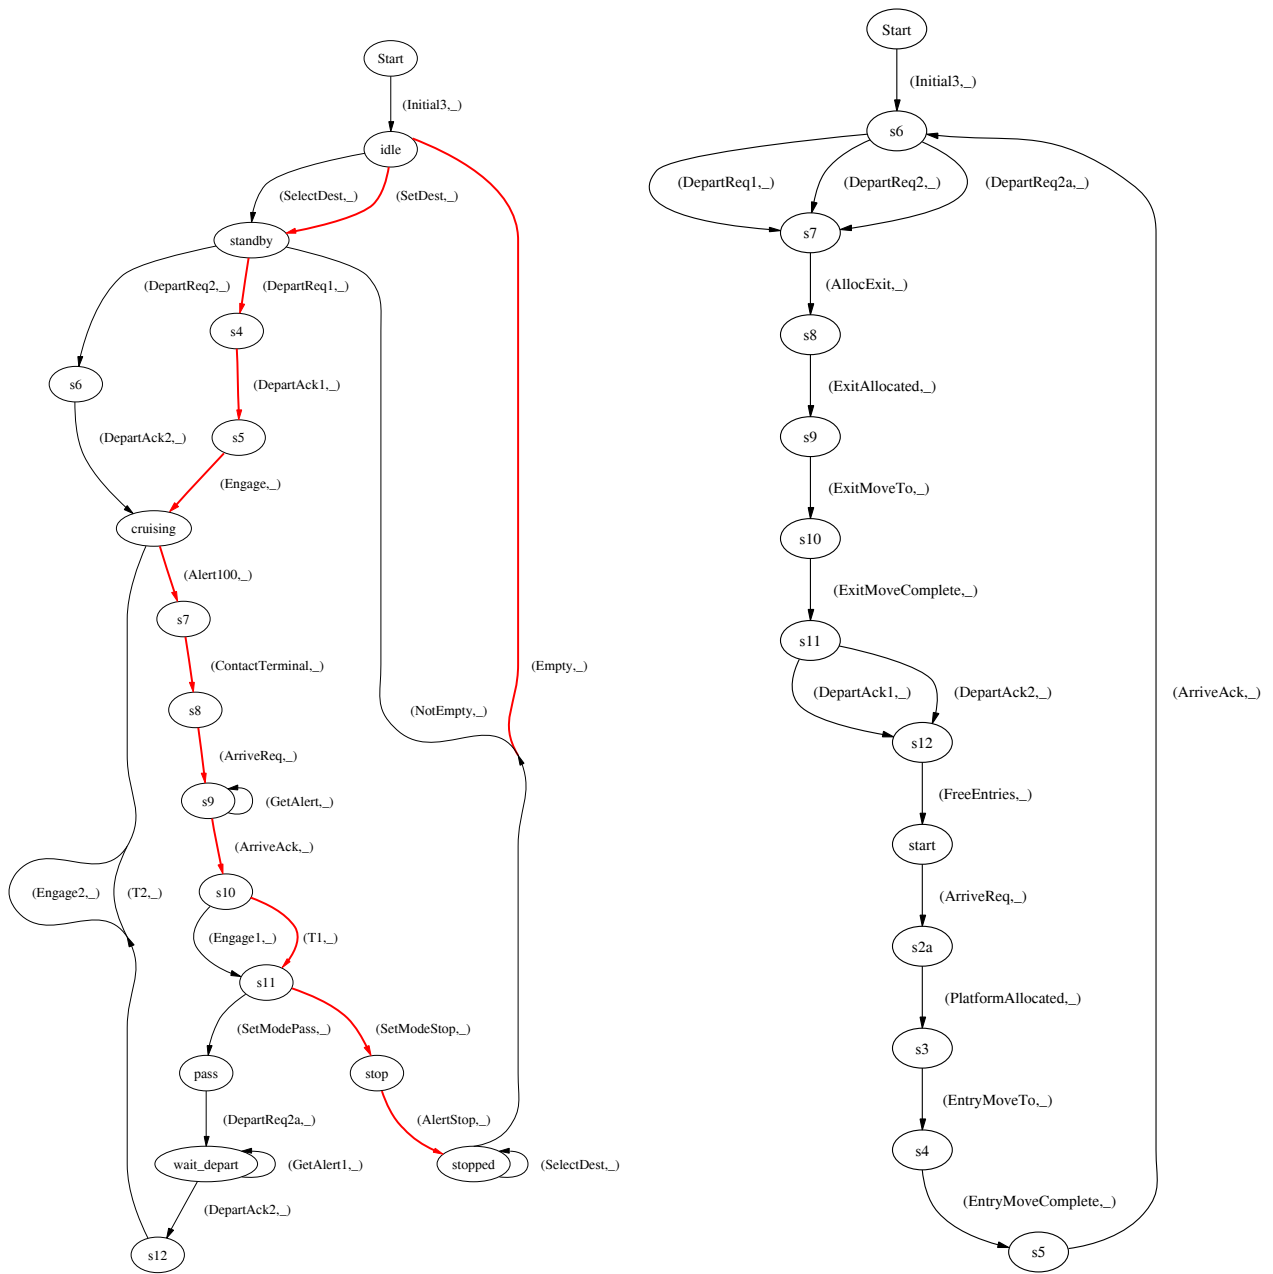 Start
(Initial3,_)
idle
(SelectDest,_)
(SetDest,_)
standby
(DepartReq2,_)
(DepartReq1,_)
s4
(DepartAck1,_)
s6
(DepartAck2,_)
s5
(Engage,_)
cruising
(Alert100,_)
s7
(ContactTerminal,_)
(Empty,_)
s8
(NotEmpty,_)
(ArriveReq,_)
s9
(GetAlert,_)
(ArriveAck,_)
(Engage2,_)
(T2,_)
s10
(Engage1,_)
(T1,_)
s11
(SetModePass,_)
(SetModeStop,_)
pass
stop
(DepartReq2a,_)
(AlertStop,_)
wait_depart
(GetAlert1,_)
stopped
(SelectDest,_)
(DepartAck2,_)
s12
Start
(Initial3,_)
s6
(DepartReq1,_)
(DepartReq2,_)
(DepartReq2a,_)
s7
(AllocExit,_)
s8
(ExitAllocated,_)
s9
(ExitMoveTo,_)
s10
(ExitMoveComplete,_)
s11
(DepartAck1,_)
(DepartAck2,_)
(ArriveAck,_)
s12
(FreeEntries,_)
start
(ArriveReq,_)
s2a
(PlatformAllocated,_)
s3
(EntryMoveTo,_)
s4
(EntryMoveComplete,_)
s5